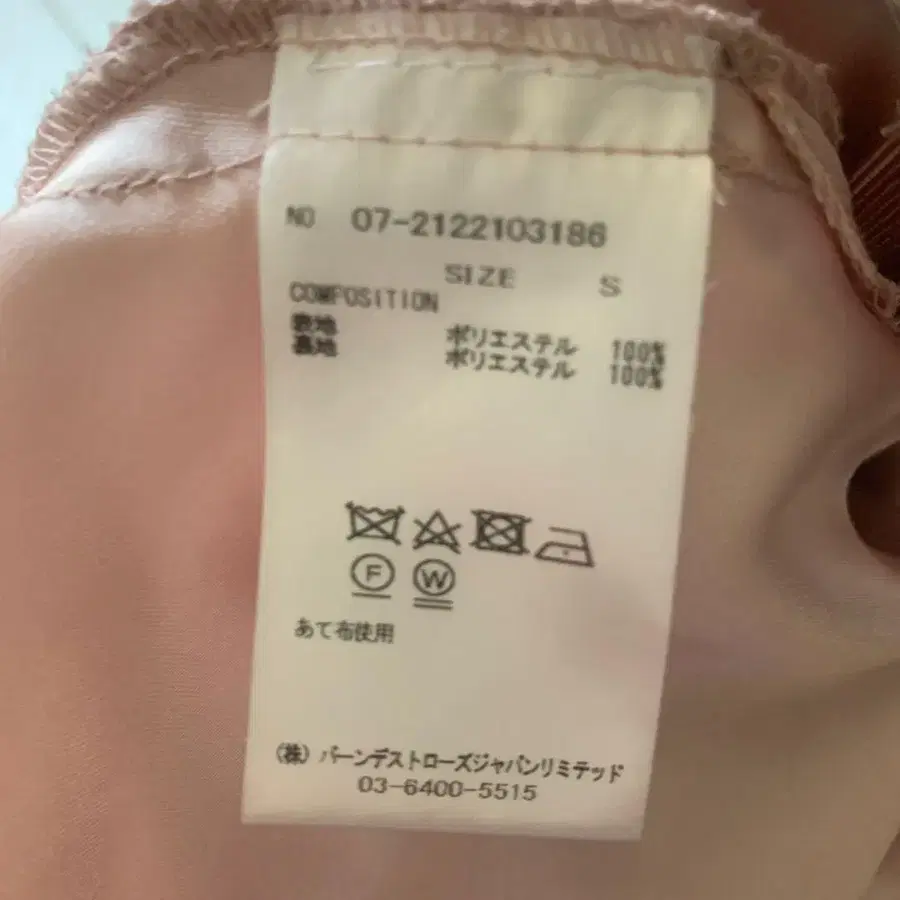 NO 07-2122103186
SIZE S
COMPOSITION
表地 ポリエステル 100%
裏地 ポリエステル 100%
F W
あて布使用
(株) バーンデストローズジャパンリミテッド
03-6400-5515